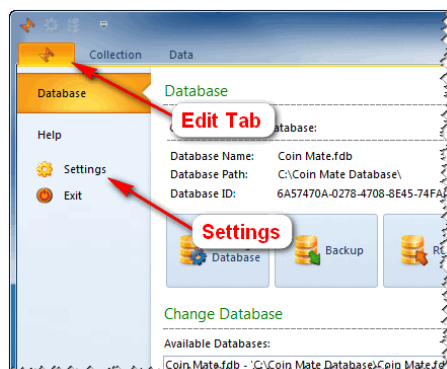 Collection Data
Database
Help
Settings
Exit
Database
Edit Tab
atabase:
Database Name: Coin Mate.fdb
Database Path: C:\Coin Mate Database\
Database ID: 6A57470A-0278-4708-8E45-74FA
Settings
Database
Backup
Change Database
Available Databases:
Coin Mate.fdb - 'C:\Coin Mate Database\Coin Mate.fd